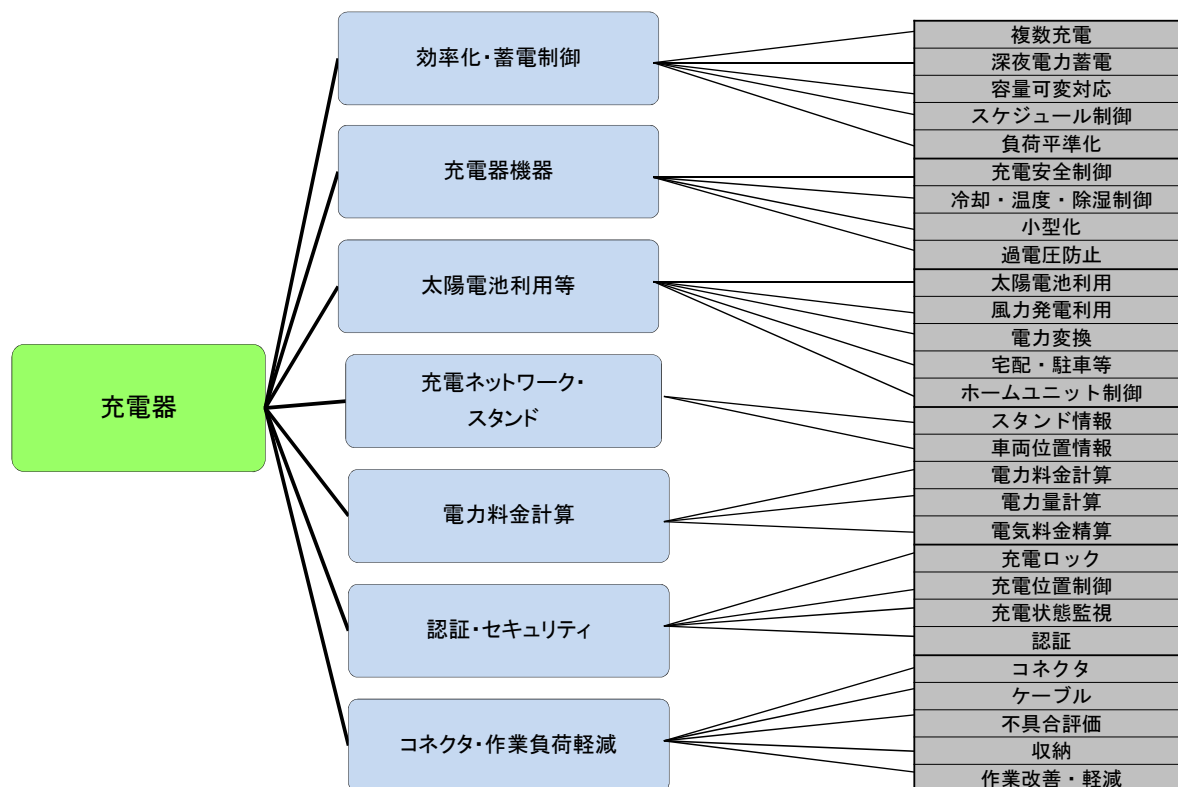 充電器
効率化・蓄電制御
複数充電
深夜電力蓄電
容量可変対応
スケジュール制御
負荷平準化
充電器機器
充電安全制御
冷却・温度・除湿制御
小型化
過電圧防止
太陽電池利用等
太陽電池利用
風力発電利用
電力変換
宅配・駐車等
ホームユニット制御
充電ネットワーク・
スタンド
スタンド情報
車両位置情報
電力料金計算
電力料金計算
電力量計算
電気料金精算
認証・セキュリティ
充電ロック
充電位置制御
充電状態監視
認証
コネクタ・作業負荷軽減
コネクタ
ケーブル
不具合評価
収納
作業改善・軽減